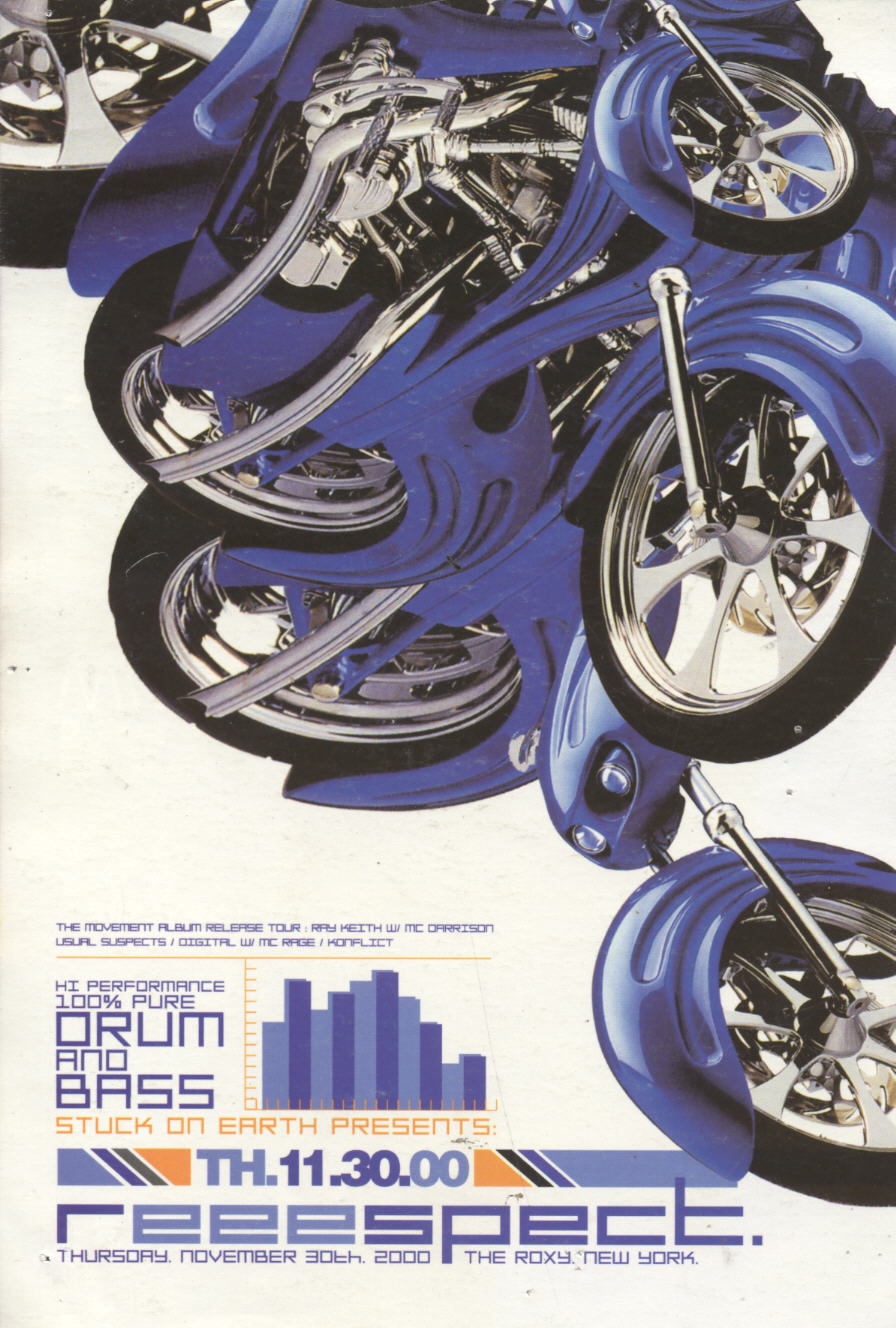 THE MOVEMENT ALBUM RELEASE TOUR : RAY KEITH W/ MC DARRISON
USUAL SUSPECTS / DIGITAL W/ MC RAGE / KONFLICT
HI PERFORMANCE
100% PURE
DRUM
AND
BASS
STUCK ON EARTH PRESENTS:
TH.11.30.00
reeespect.
THURSDAY. NOVEMBER 30th. 2000 THE ROXY. NEW YORK.